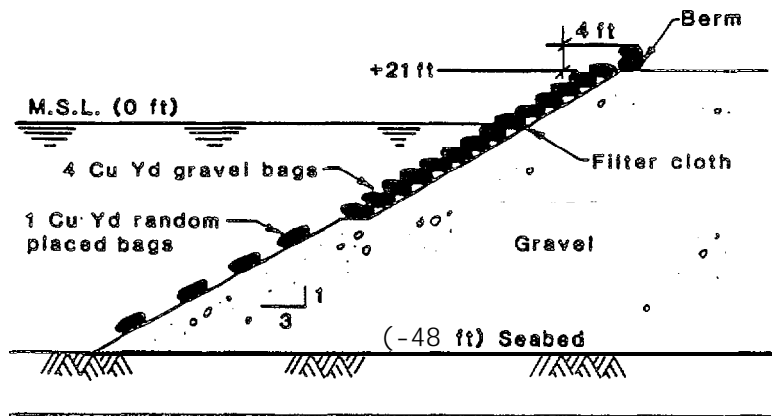 4 ft
Berm
+21 ft
M.S.L. (0 ft)
4 Cu Yd gravel bags
Filter cloth
1 Cu Yd random
placed bags
Gravel
1
3
(-48 ft) Seabed